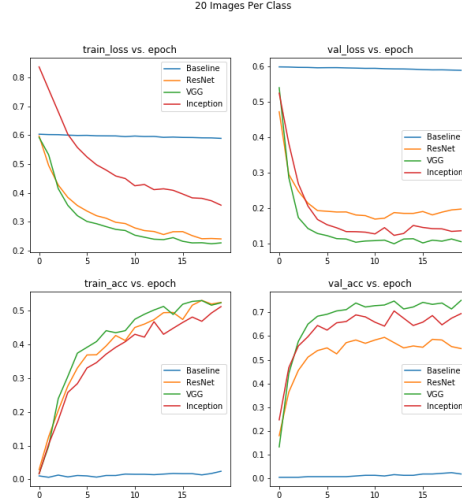 20 Images Per Class
train_loss vs. epoch
0.8
0.7
0.6
0.5
0.4
0.3
0.2
0
5
10
15
Baseline
ResNet
VGG
Inception
val_loss vs. epoch
0.6
0.5
0.4
0.3
0.2
0.1
0
5
10
15
Baseline
ResNet
VGG
Inception
train_acc vs. epoch
0.5
0.4
0.3
0.2
0.1
0.0
0
5
10
15
Baseline
ResNet
VGG
Inception
val_acc vs. epoch
0.8
0.7
0.6
0.5
0.4
0.3
0.2
0.1
0.0
0
5
10
15
Baseline
ResNet
VGG
Inception